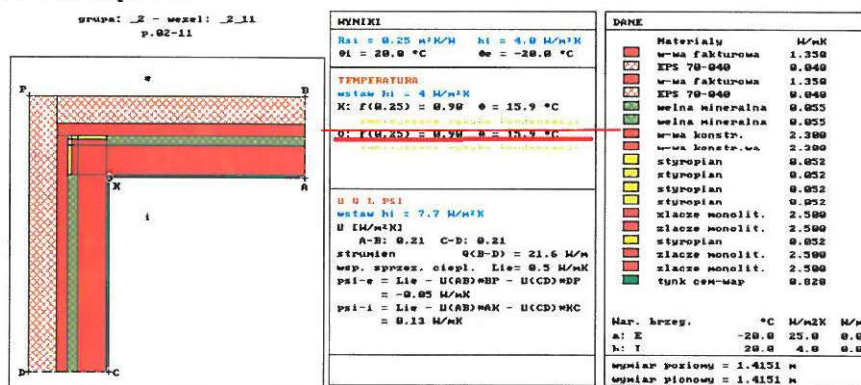 grupa: _2 - wezel: _2_11
p.02-11
e
P
B
K
A
i
D
C
WYNIKI
Rsi = 0.25 m²K/W hi = 4.0 W/m²K
θi = 20.0 °C θe = -20.0 °C
TEMPERATURA
wstaw hi = 4 W/m²K
K: f(0.25) = 0.90 θ = 15.9 °C
O: f(0.25) = 0.90 θ = 15.9 °C
U Q L PSI
wstaw hi = 7.7 W/m²K
U [W/m²K]
A-B: 0.21 C-D: 0.21
strumien Q(B-D) = 21.6 W/m
wsp. sprzez. ciepl. Lie= 0.5 W/mK
psi-e = Lie - U(AB)*BP - U(CD)*DP
= -0.05 W/mK
psi-i = Lie - U(AB)*AK - U(CD)*KC
= 0.13 W/mK
DANE
Materialy W/mK
w-wa fakturowa 1.350
EPS 70-040 0.040
w-wa fakturowa 1.350
EPS 70-040 0.040
welna mineralna 0.055
welna mineralna 0.055
w-wa konstr. 2.300
w-wa konstr.wa 2.300
styropian 0.052
styropian 0.052
styropian 0.052
styropian 0.052
zlacze monolit. 2.500
zlacze monolit. 2.500
styropian 0.052
zlacze monolit. 2.500
zlacze monolit. 2.500
tynk cem-wap 0.820
War. brzeg. °C W/m2K W/m
a: E -20.0 25.0 0.0
b: I 20.0 4.0 0.0
wymiar poziomy = 1.4151 m
wymiar pionowy = 1.4151 m